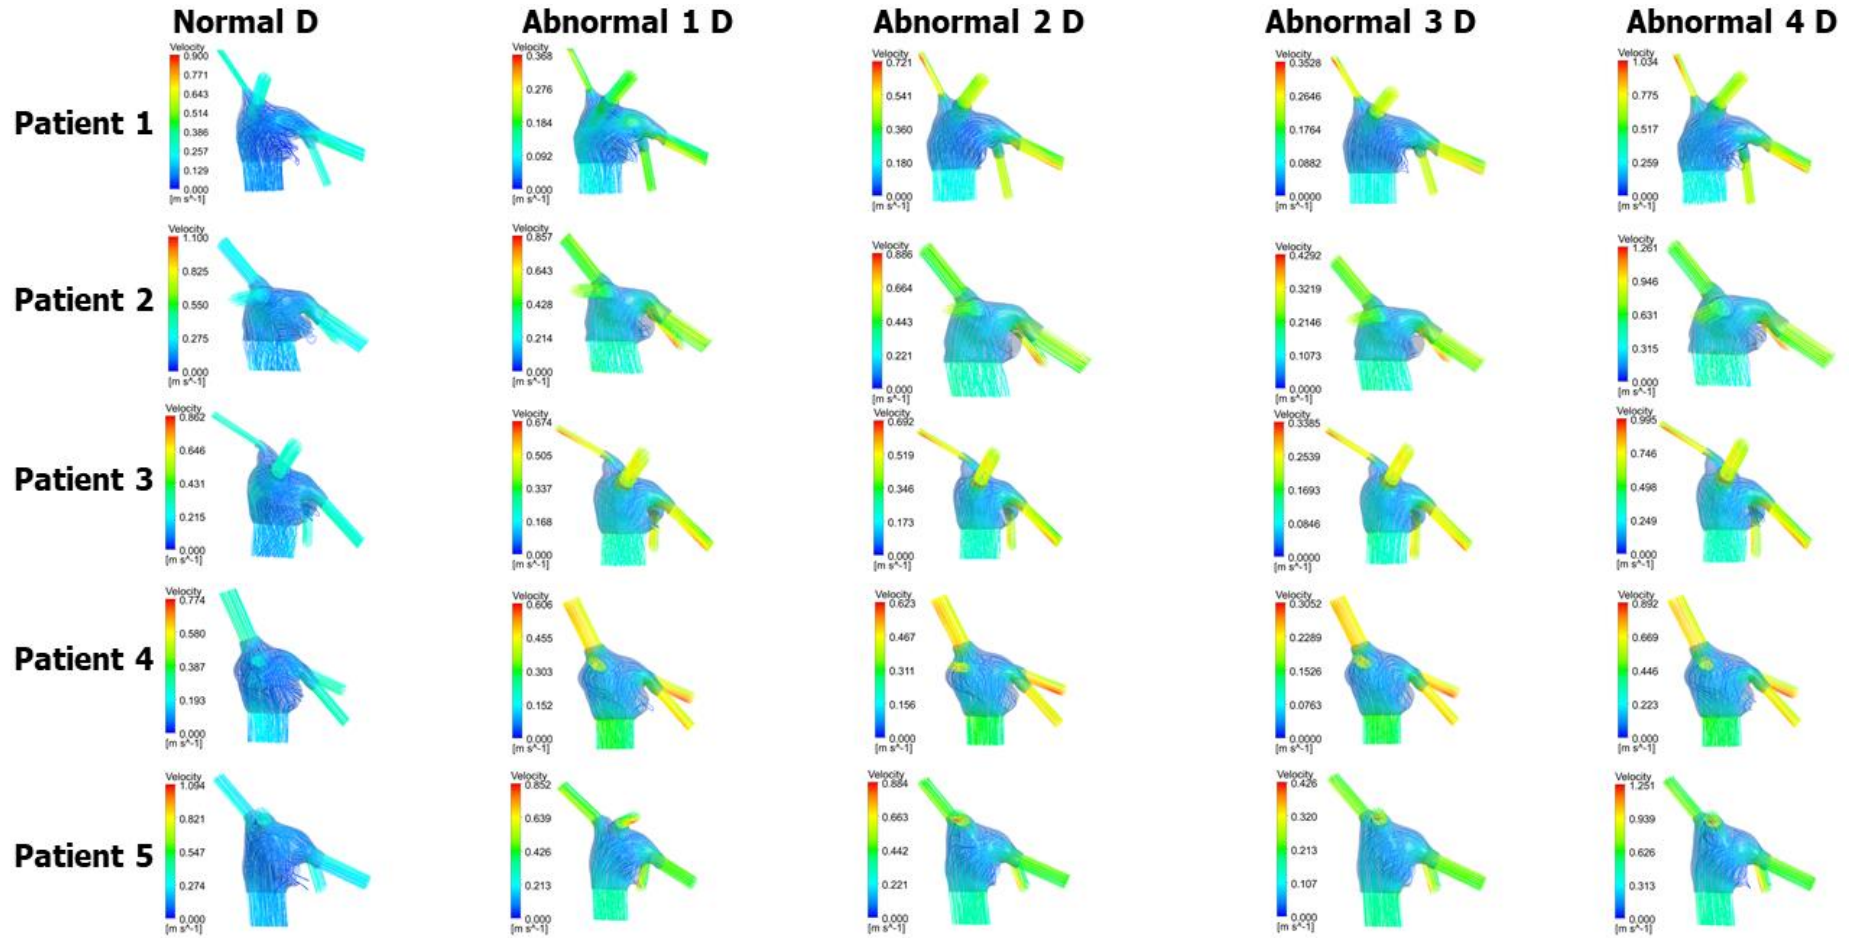 Normal D
Abnormal 1 D
Abnormal 2 D
Abnormal 3 D
Abnormal 4 D
Patient 1
Velocity
0.900
0.771
0.643
0.514
0.386
0.257
0.129
0.000
[m s^-1]
Velocity
0.368
0.276
0.184
0.092
0.000
[m s^-1]
Velocity
0.721
0.541
0.360
0.180
0.000
[m s^-1]
Velocity
0.3528
0.2646
0.1764
0.0882
0.0000
[m s^-1]
Velocity
1.034
0.775
0.517
0.259
0.000
[m s^-1]
Patient 2
Velocity
1.100
0.825
0.550
0.275
0.000
[m s^-1]
Velocity
0.857
0.643
0.428
0.214
0.000
[m s^-1]
Velocity
0.886
0.664
0.443
0.221
0.000
[m s^-1]
Velocity
0.4292
0.3219
0.2146
0.1073
0.0000
[m s^-1]
Velocity
1.261
0.946
0.631
0.315
0.000
[m s^-1]
Patient 3
Velocity
0.862
0.646
0.431
0.215
0.000
[m s^-1]
Velocity
0.674
0.505
0.337
0.168
0.000
[m s^-1]
Velocity
0.692
0.519
0.346
0.173
0.000
[m s^-1]
Velocity
0.3385
0.2539
0.1693
0.0846
0.0000
[m s^-1]
Velocity
0.995
0.746
0.498
0.249
0.000
[m s^-1]
Patient 4
Velocity
0.774
0.580
0.387
0.193
0.000
[m s^-1]
Velocity
0.606
0.455
0.303
0.152
0.000
[m s^-1]
Velocity
0.623
0.467
0.311
0.156
0.000
[m s^-1]
Velocity
0.3052
0.2289
0.1526
0.0763
0.0000
[m s^-1]
Velocity
0.892
0.669
0.446
0.223
0.000
[m s^-1]
Patient 5
Velocity
1.094
0.821
0.547
0.274
0.000
[m s^-1]
Velocity
0.852
0.639
0.426
0.213
0.000
[m s^-1]
Velocity
0.884
0.663
0.442
0.221
0.000
[m s^-1]
Velocity
0.426
0.320
0.213
0.107
0.000
[m s^-1]
Velocity
1.251
0.939
0.626
0.313
0.000
[m s^-1]